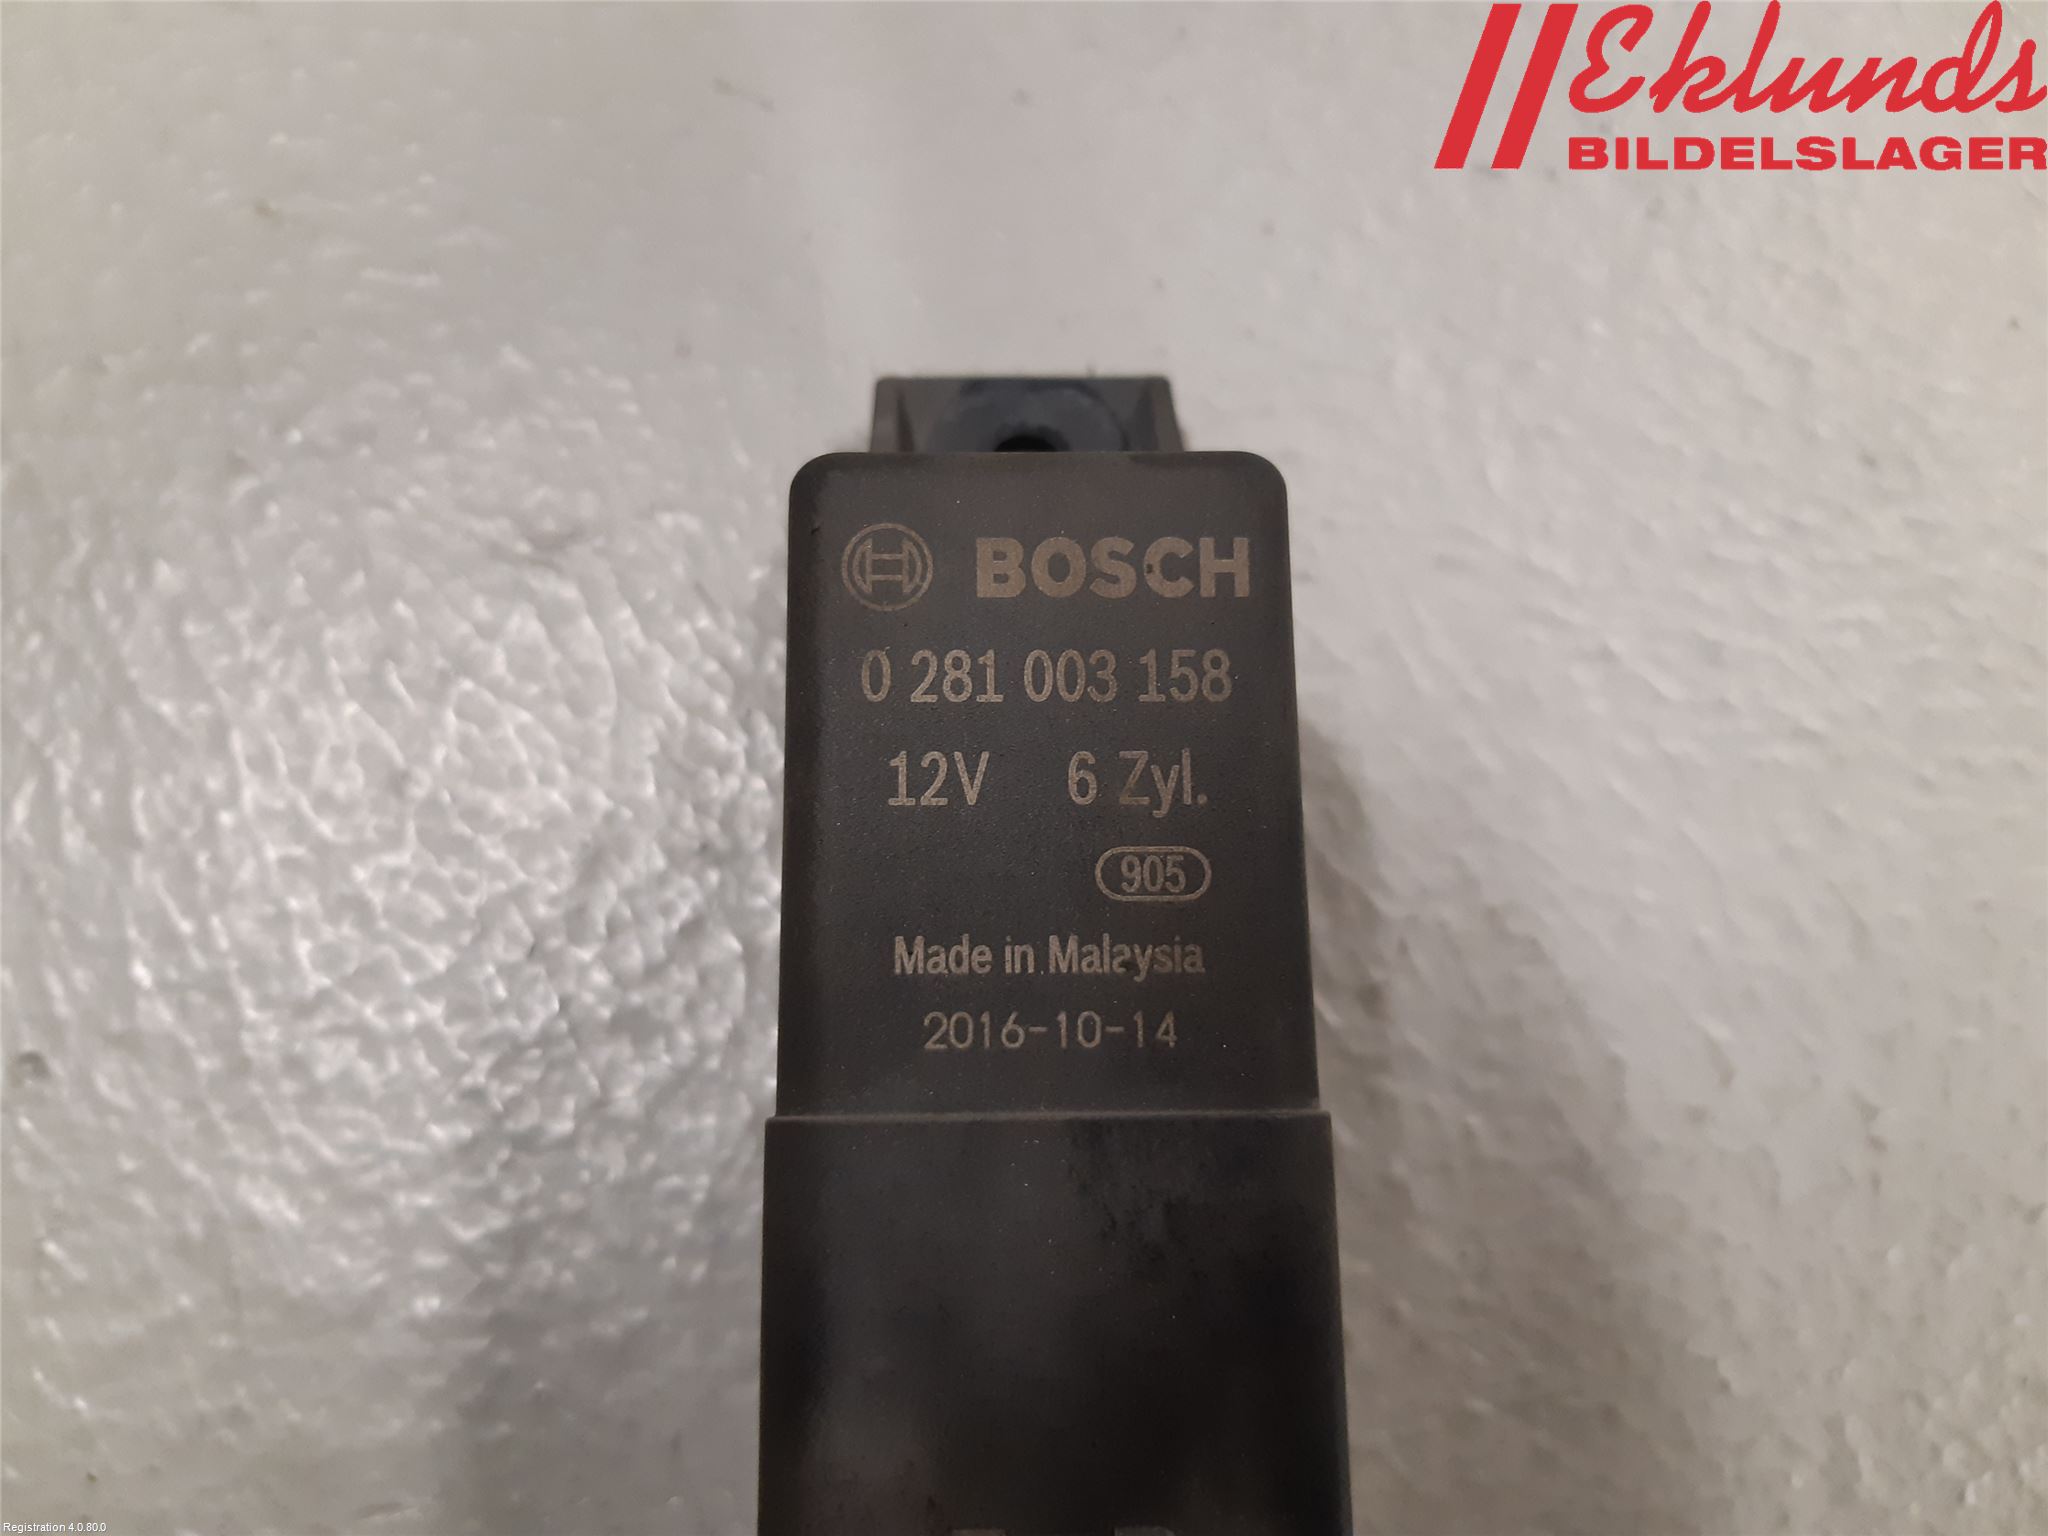 Eklunds
BILDELSLAGER
BOSCH
0 281 003 158
12V 6 Zyl.
905
Made in Malaysia
2016-10-14
Registration 4.0.80.0